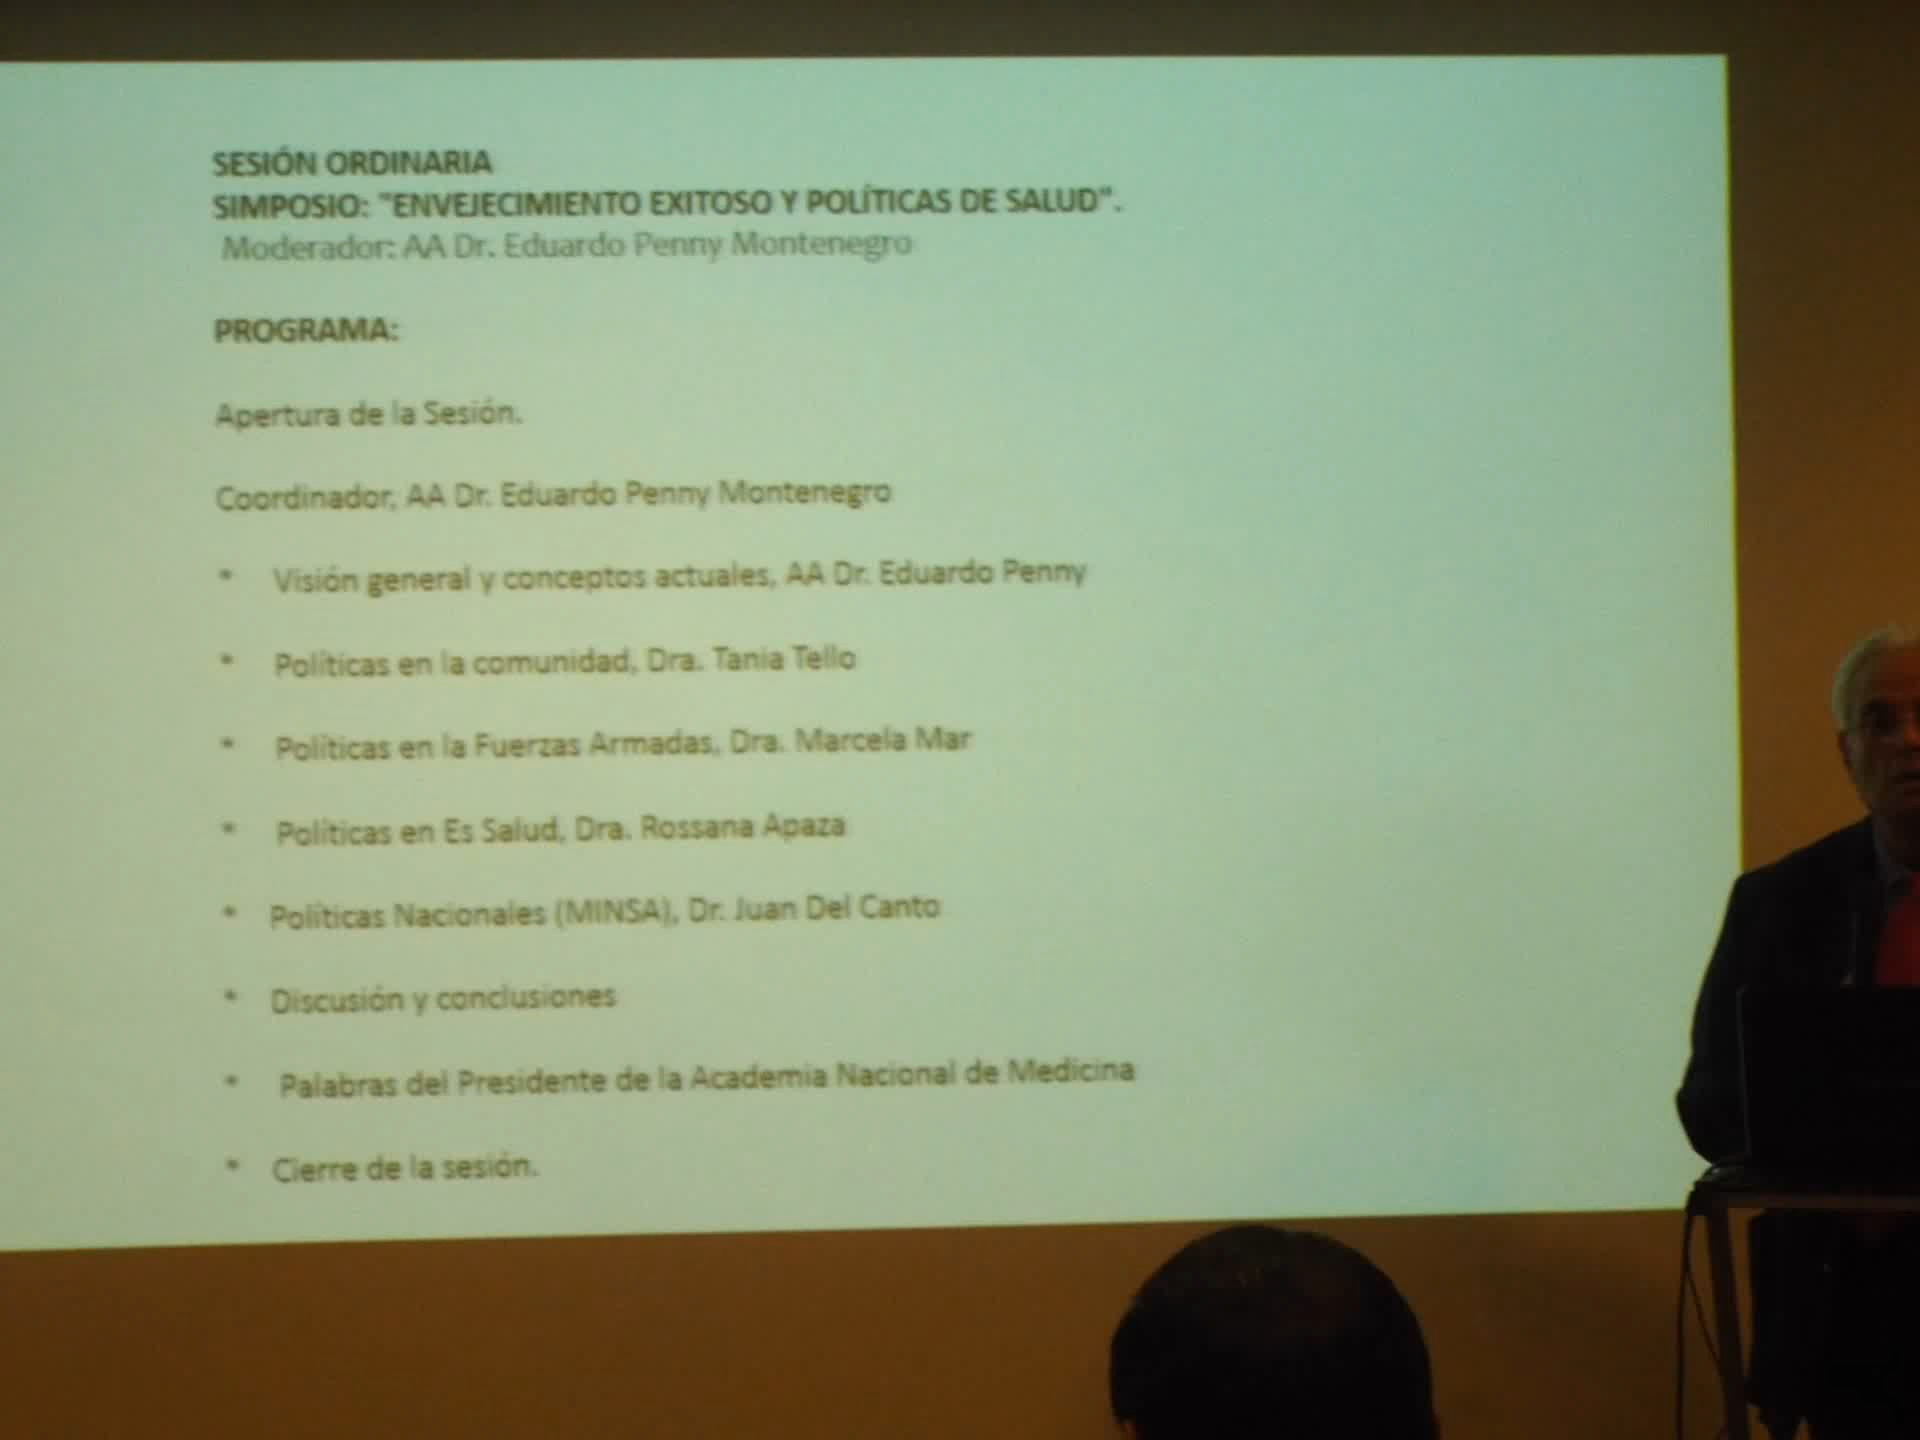 SESIÓN ORDINARIA
SIMPOSIO: "ENVEJECIMIENTO EXITOSO Y POLÍTICAS DE SALUD".
Moderador: AA Dr. Eduardo Penny Montenegro
PROGRAMA:
Apertura de la Sesión.
Coordinador, AA Dr. Eduardo Penny Montenegro
* Visión general y conceptos actuales, AA Dr. Eduardo Penny
* Políticas en la comunidad, Dra. Tania Tello
* Políticas en la Fuerzas Armadas, Dra. Marcela Mar
* Políticas en Es Salud, Dra. Rossana Apaza
* Políticas Nacionales (MINSA), Dr. Juan Del Canto
* Discusión y conclusiones
* Palabras del Presidente de la Academia Nacional de Medicina
* Cierre de la sesión.